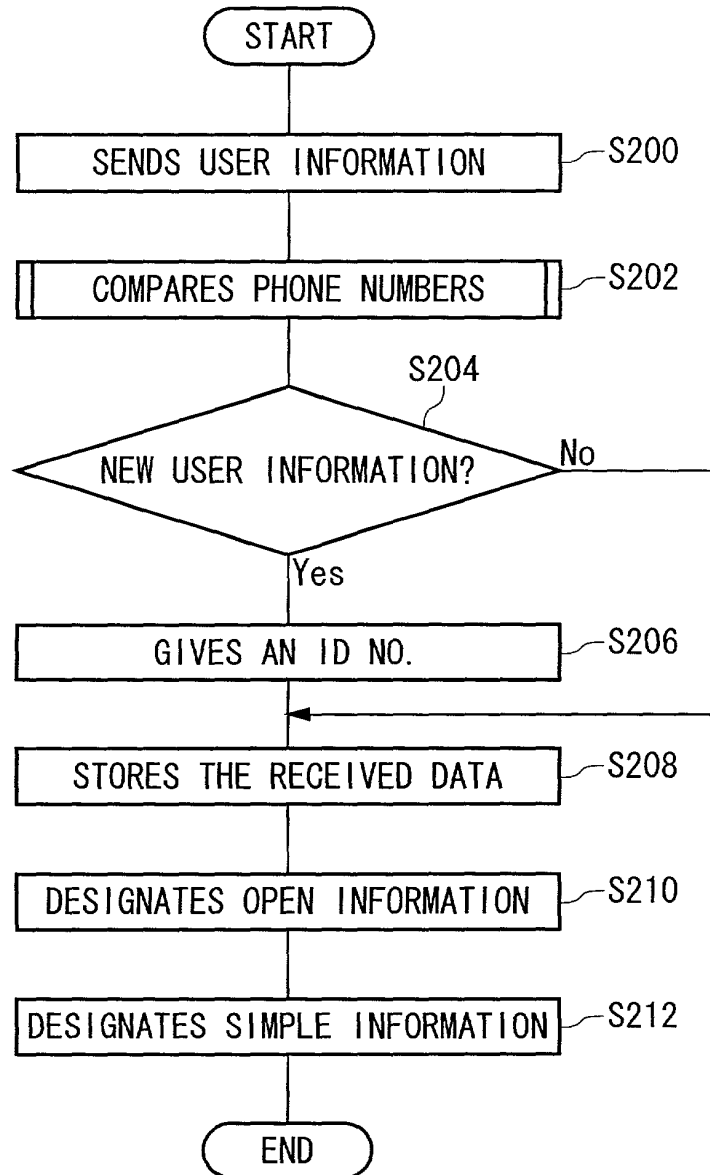 START
SENDS USER INFORMATION
S200
COMPARES PHONE NUMBERS
S202
S204
NEW USER INFORMATION?
No
Yes
GIVES AN ID NO.
S206
STORES THE RECEIVED DATA
S208
DESIGNATES OPEN INFORMATION
S210
DESIGNATES SIMPLE INFORMATION
S212
END